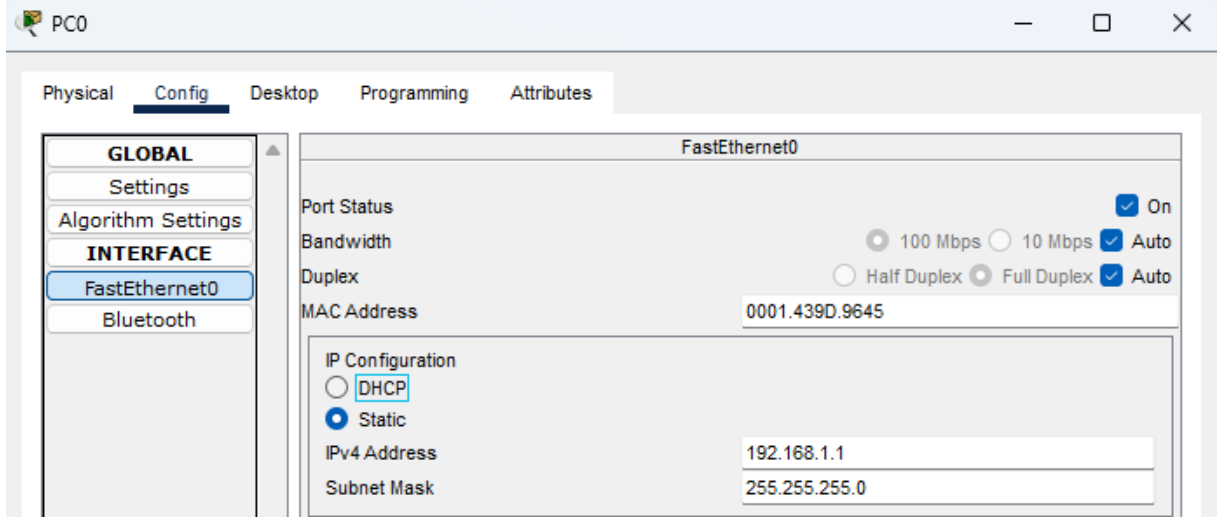 PC0
Physical Config Desktop Programming Attributes
GLOBAL
Settings
Algorithm Settings
INTERFACE
FastEthernet0
Bluetooth
FastEthernet0
Port Status On
Bandwidth 100 Mbps 10 Mbps Auto
Duplex Half Duplex Full Duplex Auto
MAC Address 0001.439D.9645
IP Configuration
DHCP
Static
IPv4 Address 192.168.1.1
Subnet Mask 255.255.255.0